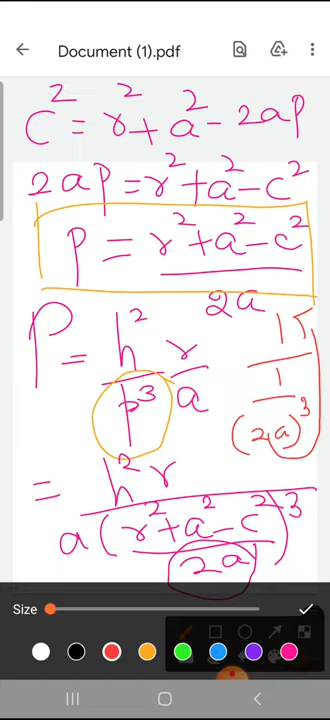 Document (1).pdf
C² = r² + a² - 2ap
2ap = r² + a² - c²
p = r² + a² - c² / 2a
P = h²/p³ r/a
1/(2a)³
= h² r / a (r² + a² - c² / 2a)³
Size